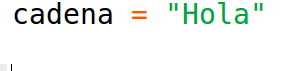 cadena = "Hola"